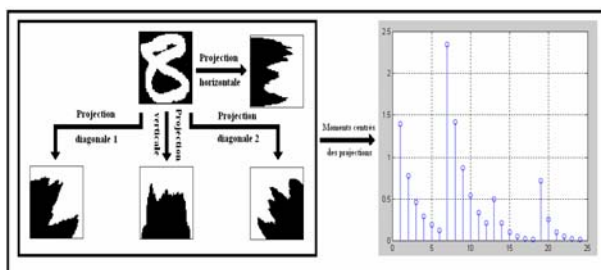 8
Projection
horizontale
Projection
diagonale 1
Projection
verticale
Projection
diagonale 2
Moments centrés
des projections
2.5
2
1.5
1
0.5
0
0
5
10
15
20
25